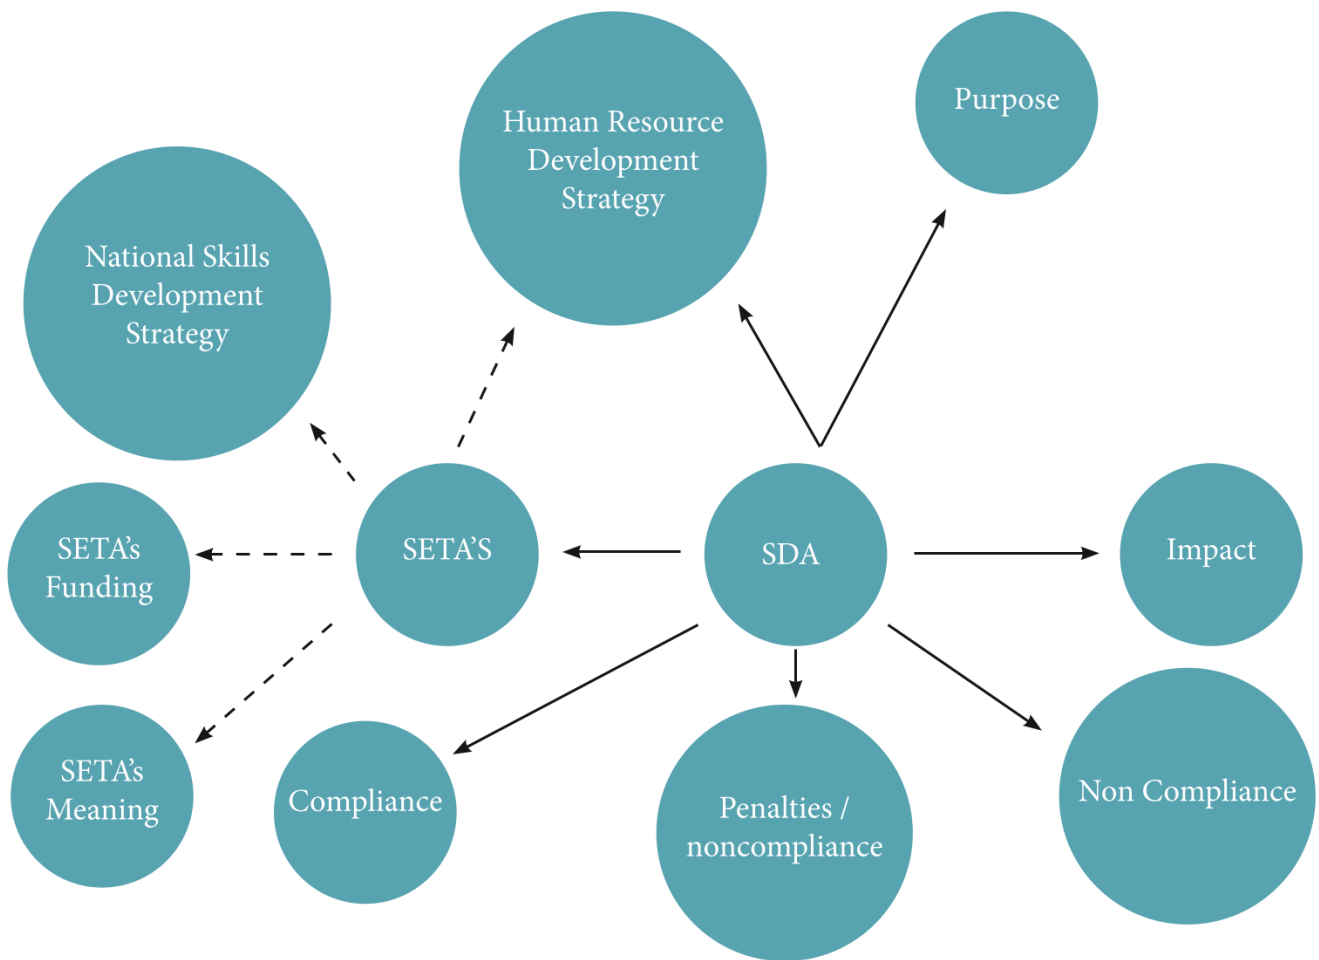 Purpose
Human Resource
Development
Strategy
National Skills
Development
Strategy
SETA’s
Funding
SETA’S
SDA
Impact
SETA’s
Meaning
Compliance
Penalties /
noncompliance
Non Compliance